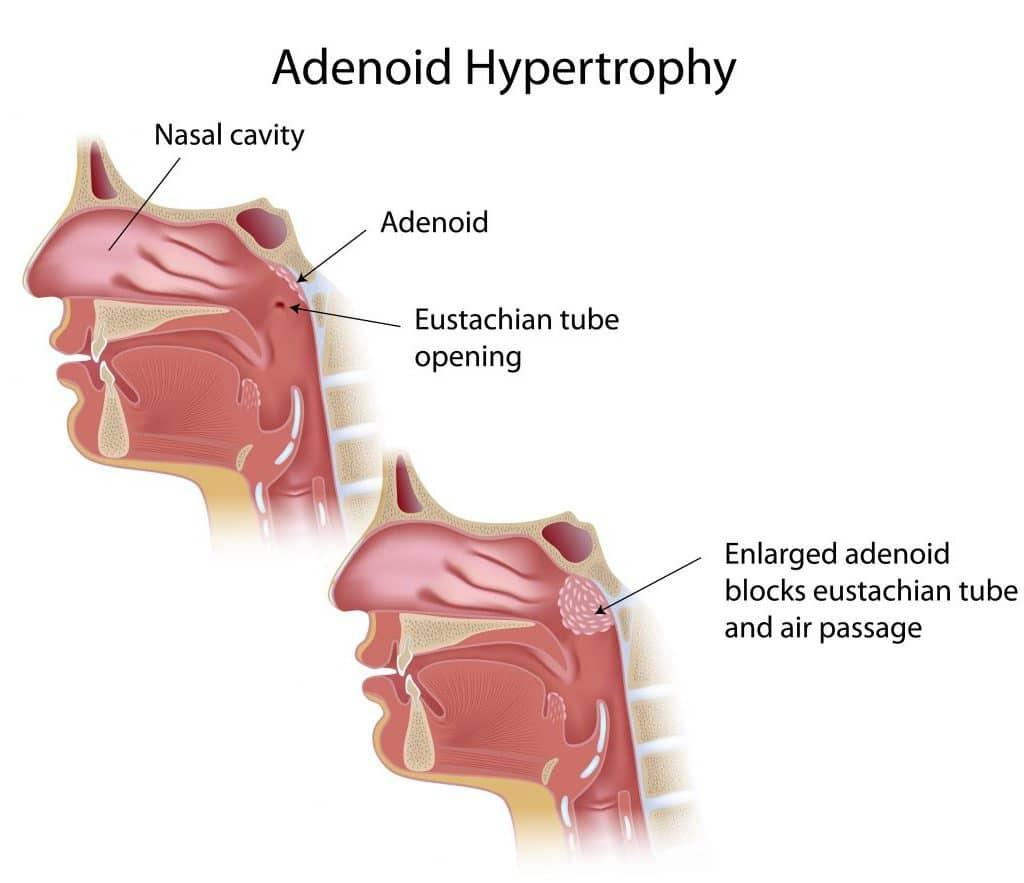 Adenoid Hypertrophy
Nasal cavity
Adenoid
Eustachian tube
opening
Enlarged adenoid
blocks eustachian tube
and air passage